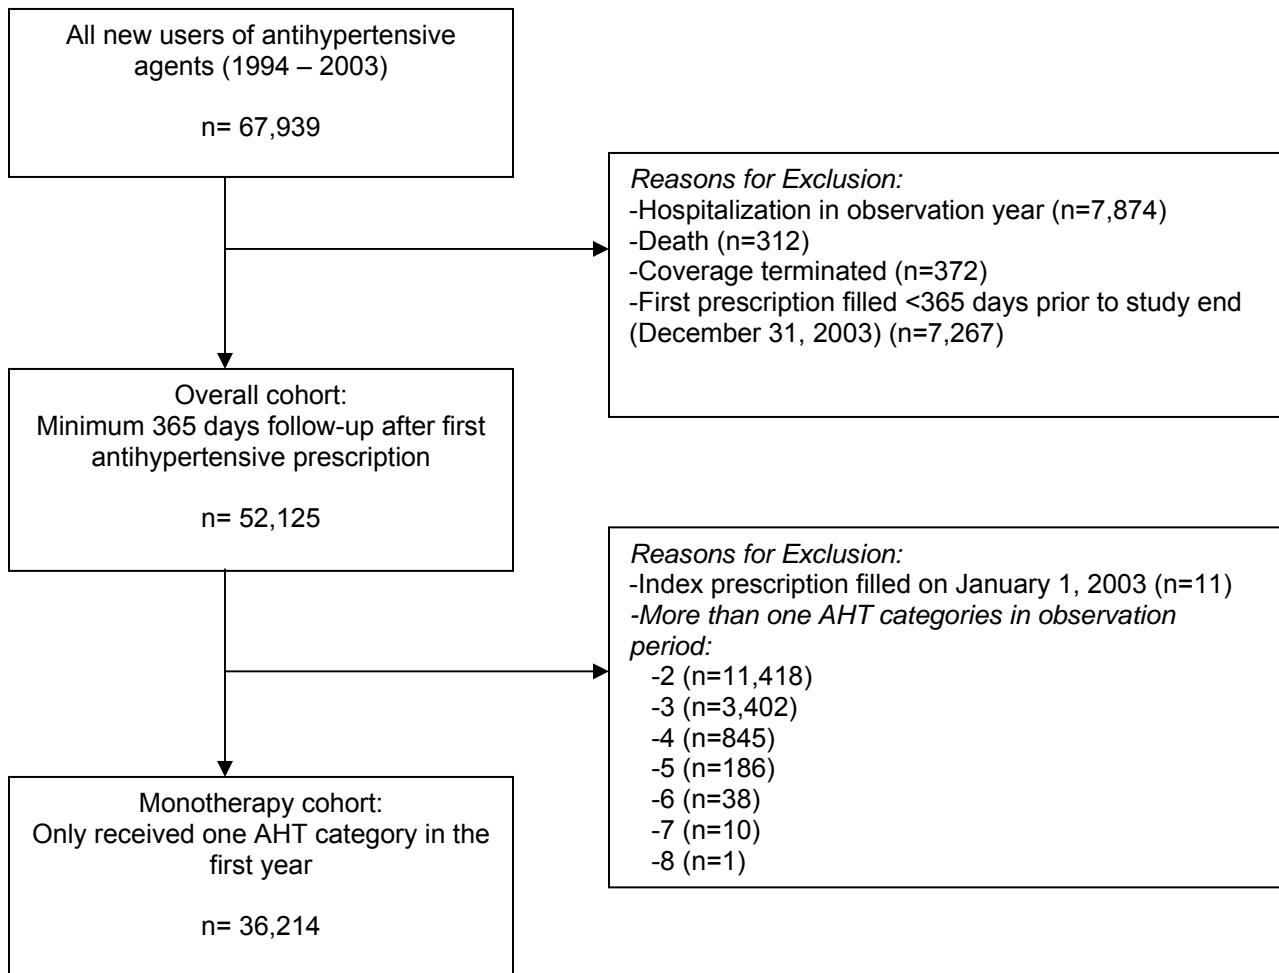 All new users of antihypertensive
agents (1994 – 2003)
n= 67,939
Reasons for Exclusion:
-Hospitalization in observation year (n=7,874)
-Death (n=312)
-Coverage terminated (n=372)
-First prescription filled <365 days prior to study end
(December 31, 2003) (n=7,267)
Overall cohort:
Minimum 365 days follow-up after first
antihypertensive prescription
n= 52,125
Reasons for Exclusion:
-Index prescription filled on January 1, 2003 (n=11)
-More than one AHT categories in observation
period:
-2 (n=11,418)
-3 (n=3,402)
-4 (n=845)
-5 (n=186)
-6 (n=38)
-7 (n=10)
-8 (n=1)
Monotherapy cohort:
Only received one AHT category in the
first year
n= 36,214